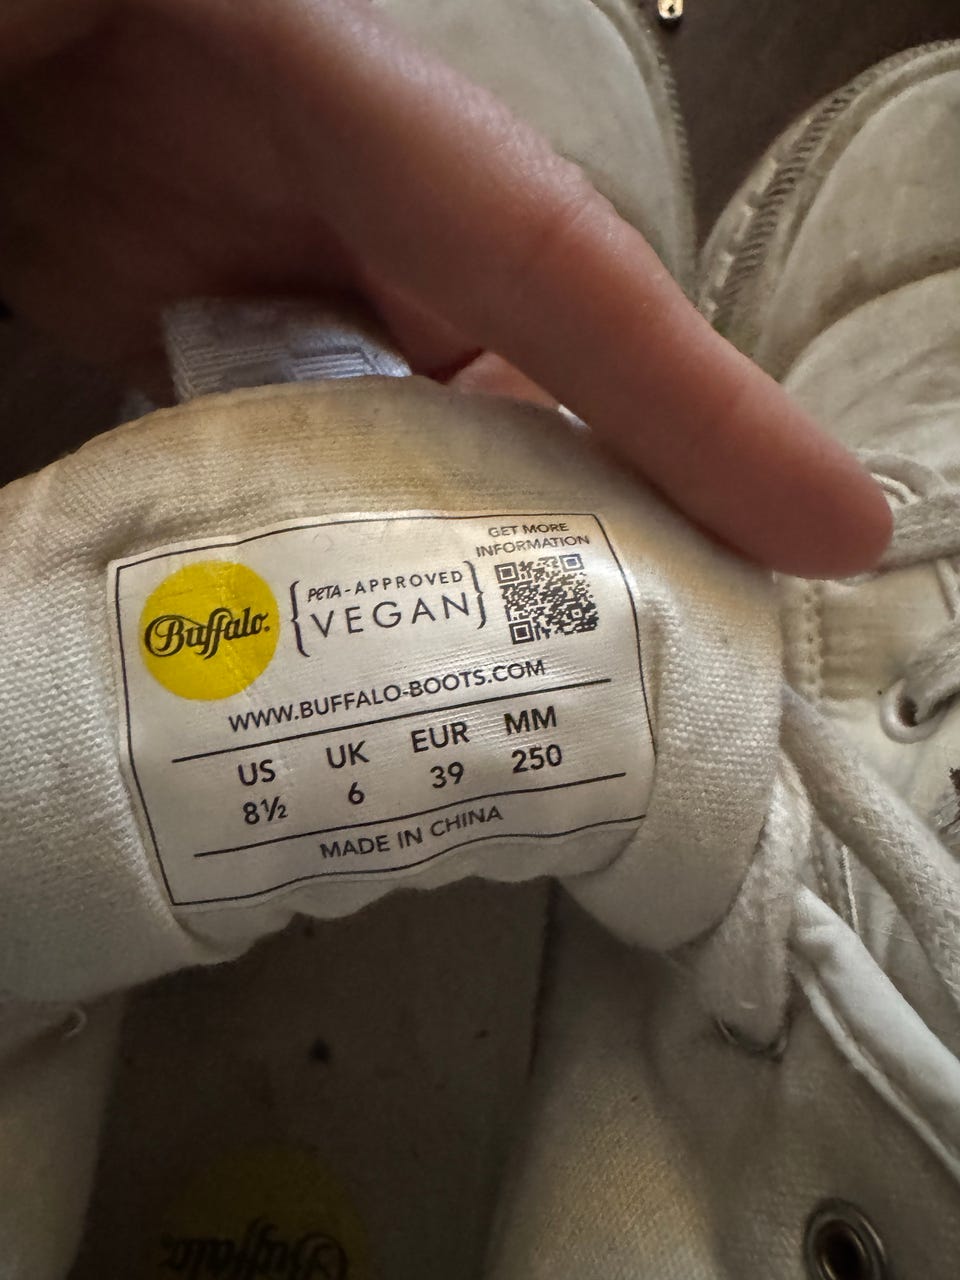 GET MORE
INFORMATION
Buffalo.
{PeTA-APPROVED
VEGAN}
WWW.BUFFALO-BOOTS.COM
US UK EUR MM
8½ 6 39 250
MADE IN CHINA
Buffalo.